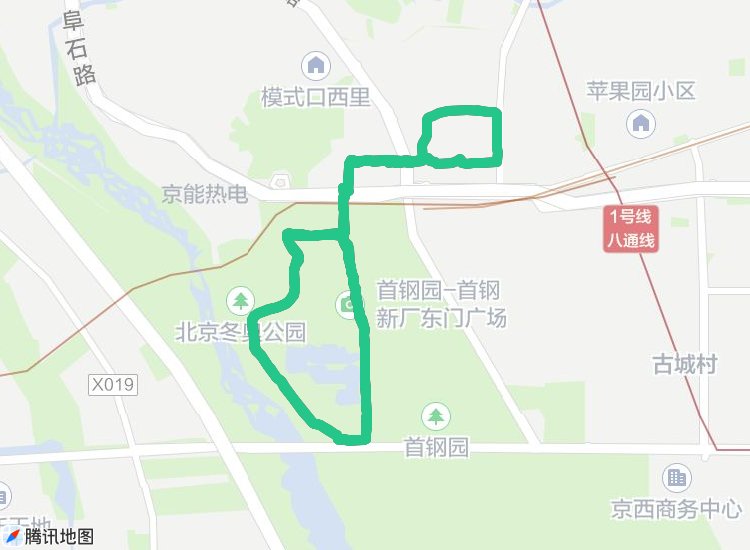 阜石路
模式口西里
苹果园小区
京能热电
1号线
八通线
首钢园-首钢
新厂东门广场
北京冬奥公园
古城村
X019
首钢园
京西商务中心
腾讯地图